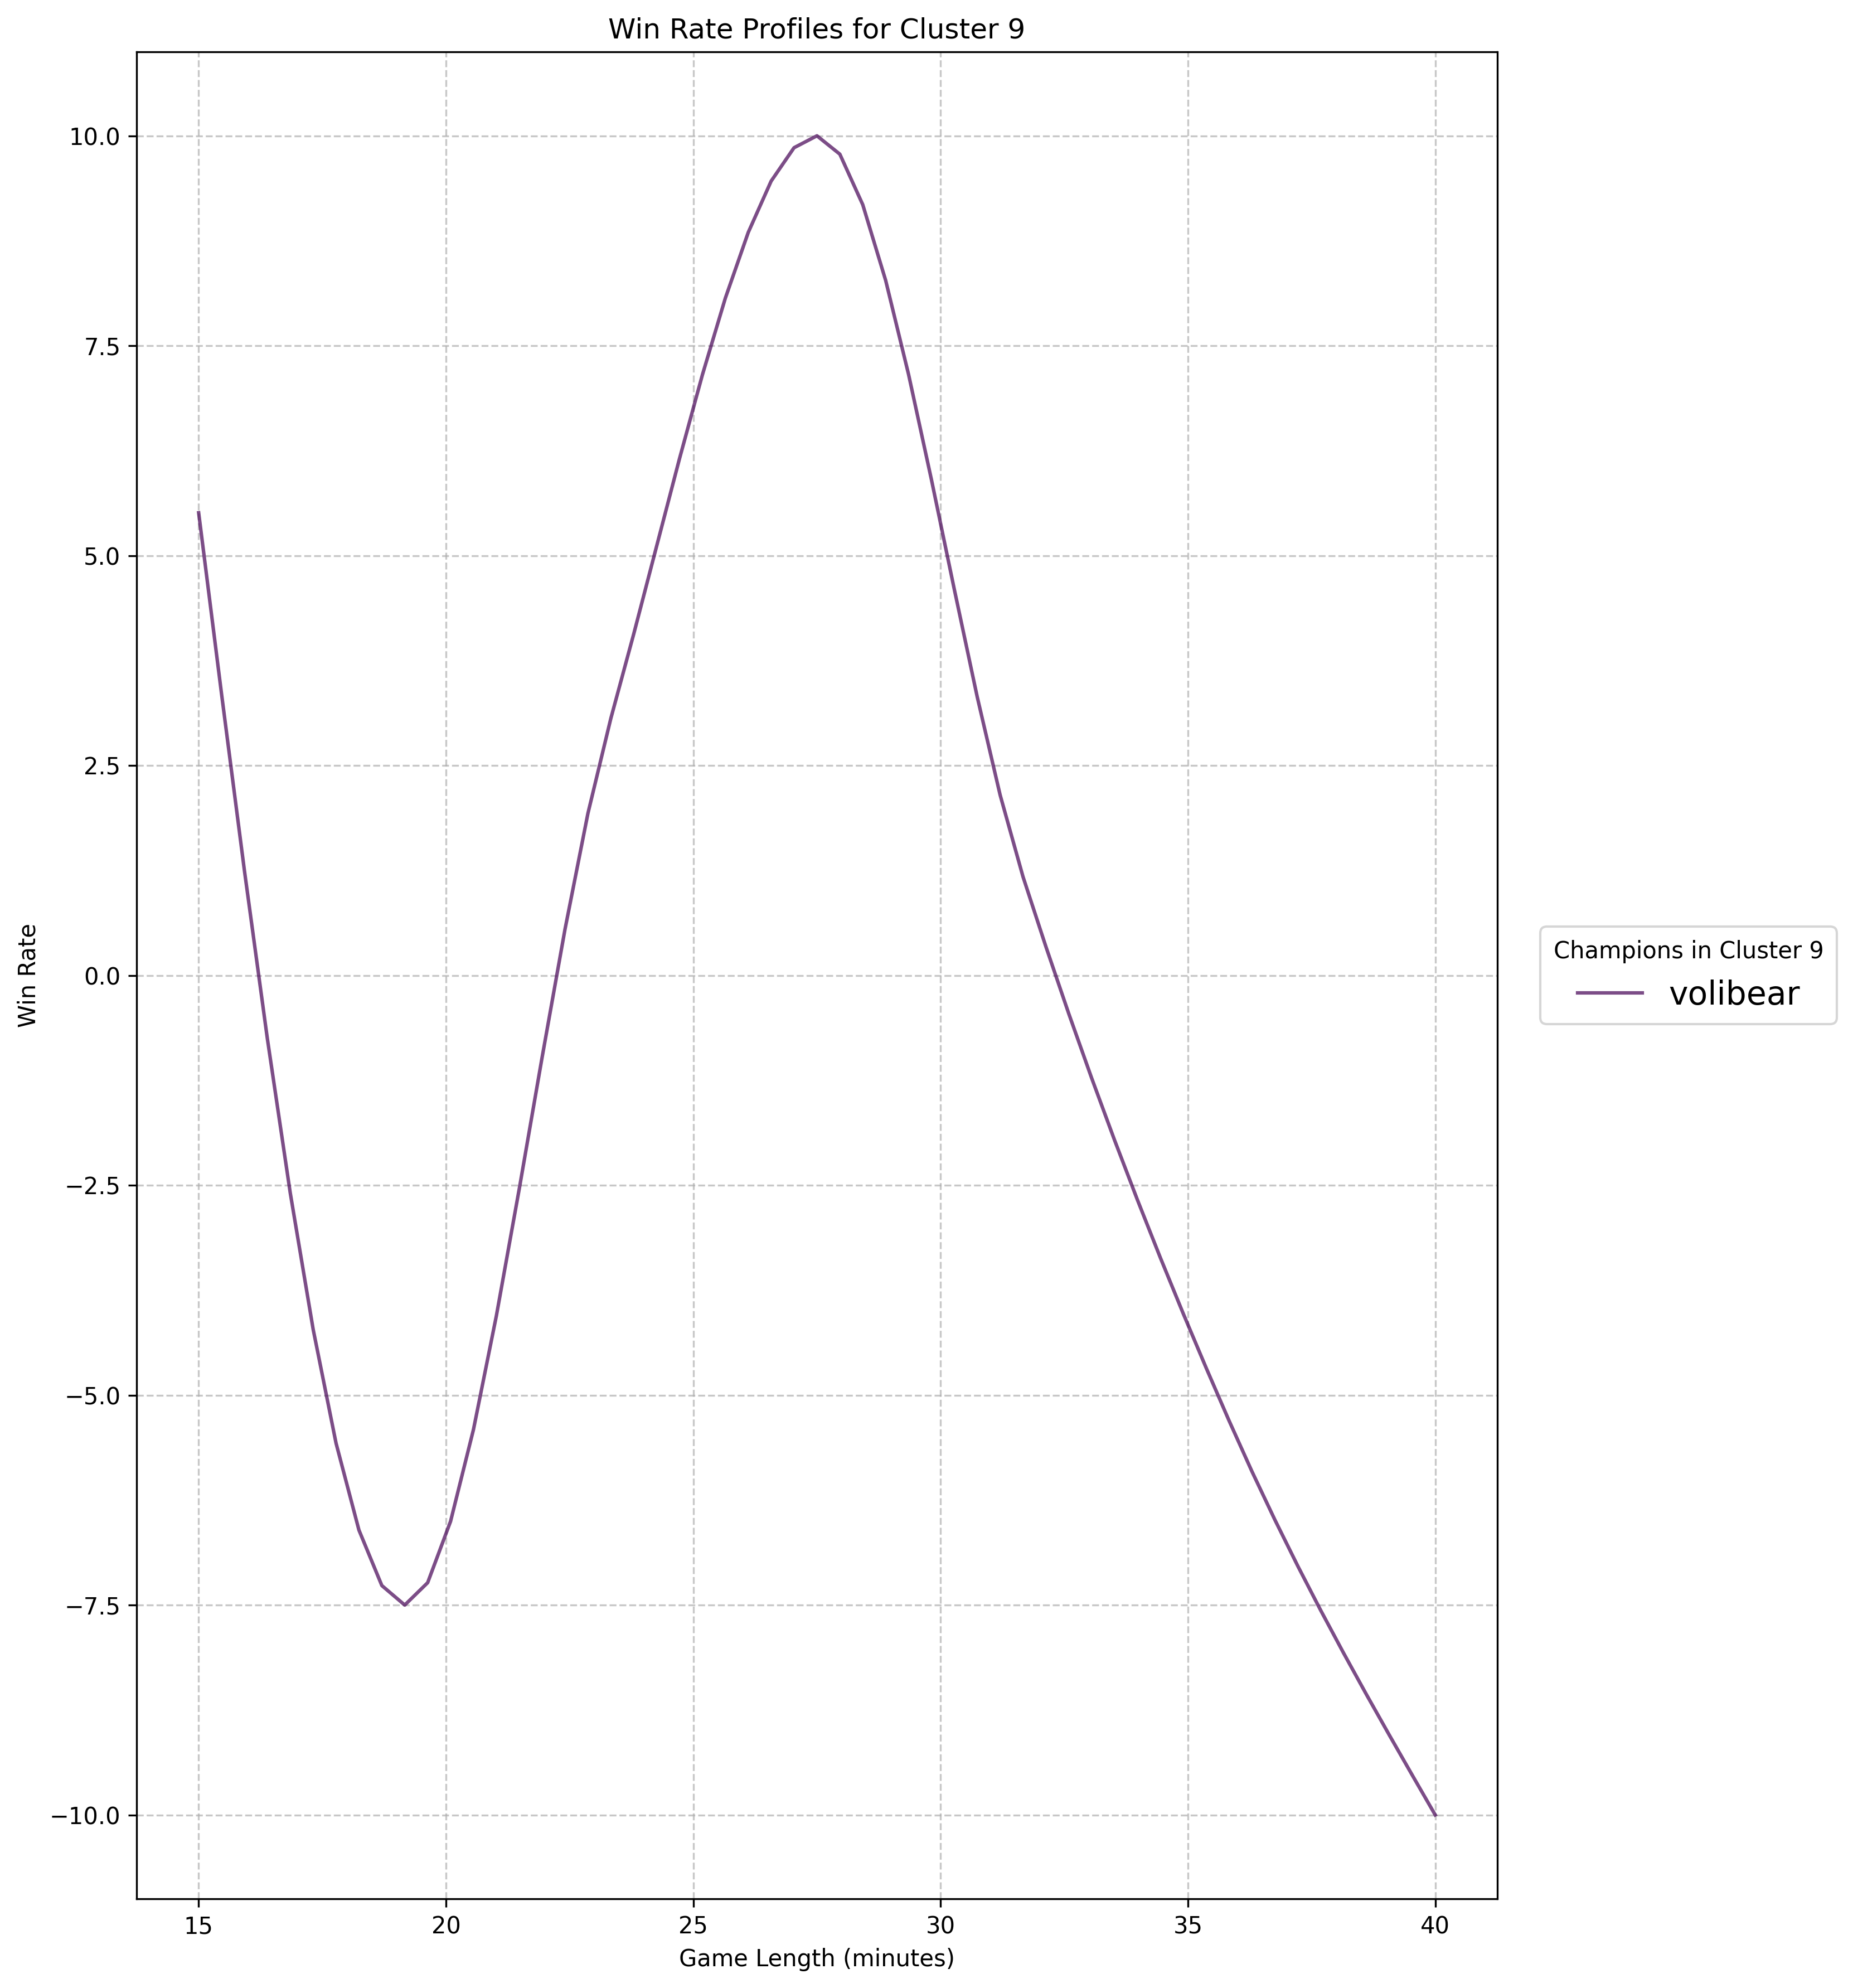 Win Rate Profiles for Cluster 9
10.0
7.5
5.0
2.5
0.0
−2.5
−5.0
−7.5
−10.0
Win Rate
15 20 25 30 35 40
Game Length (minutes)
Champions in Cluster 9
volibear